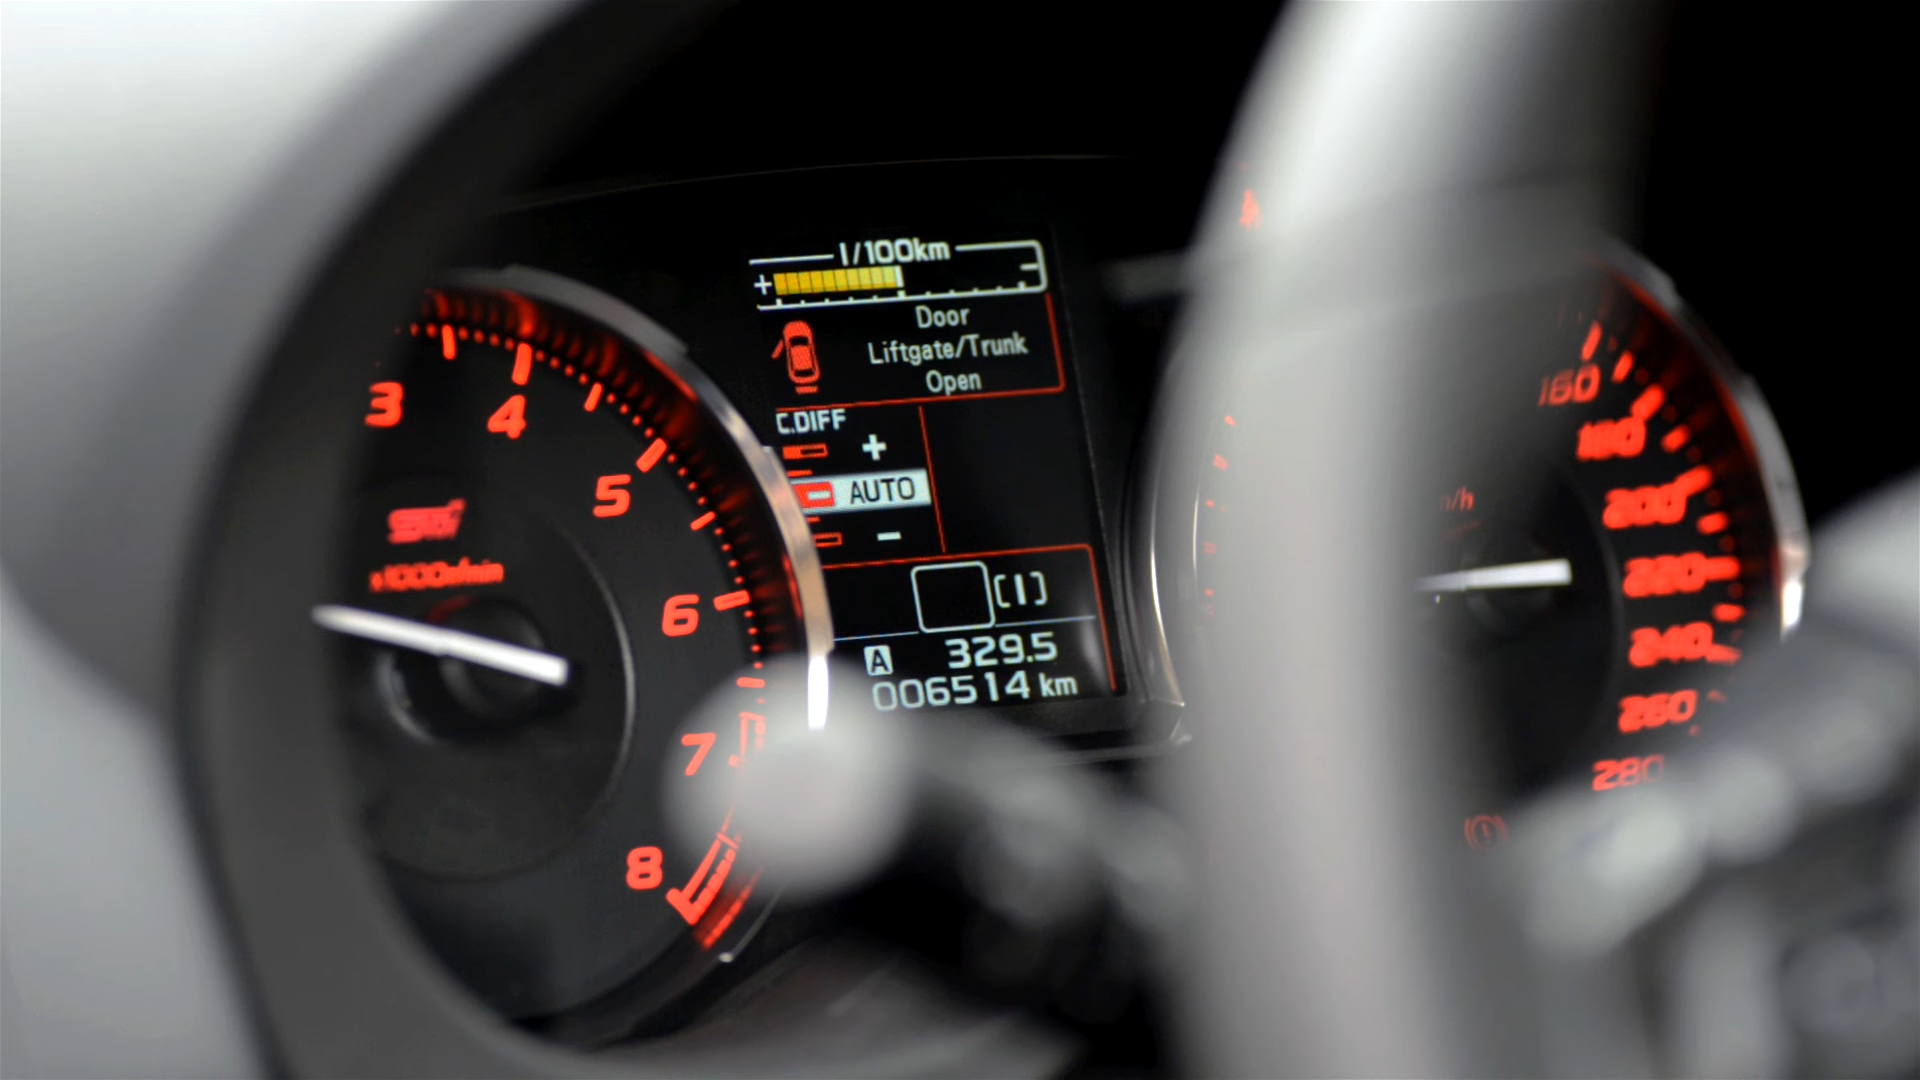 l/100km
+
Door
Liftgate/Trunk
Open
C.DIFF
+
AUTO
-
[I]
A 329.5
006514 km
3
4
5
6
7
8
STI
x1000r/min
160
180
200
220
240
260
280